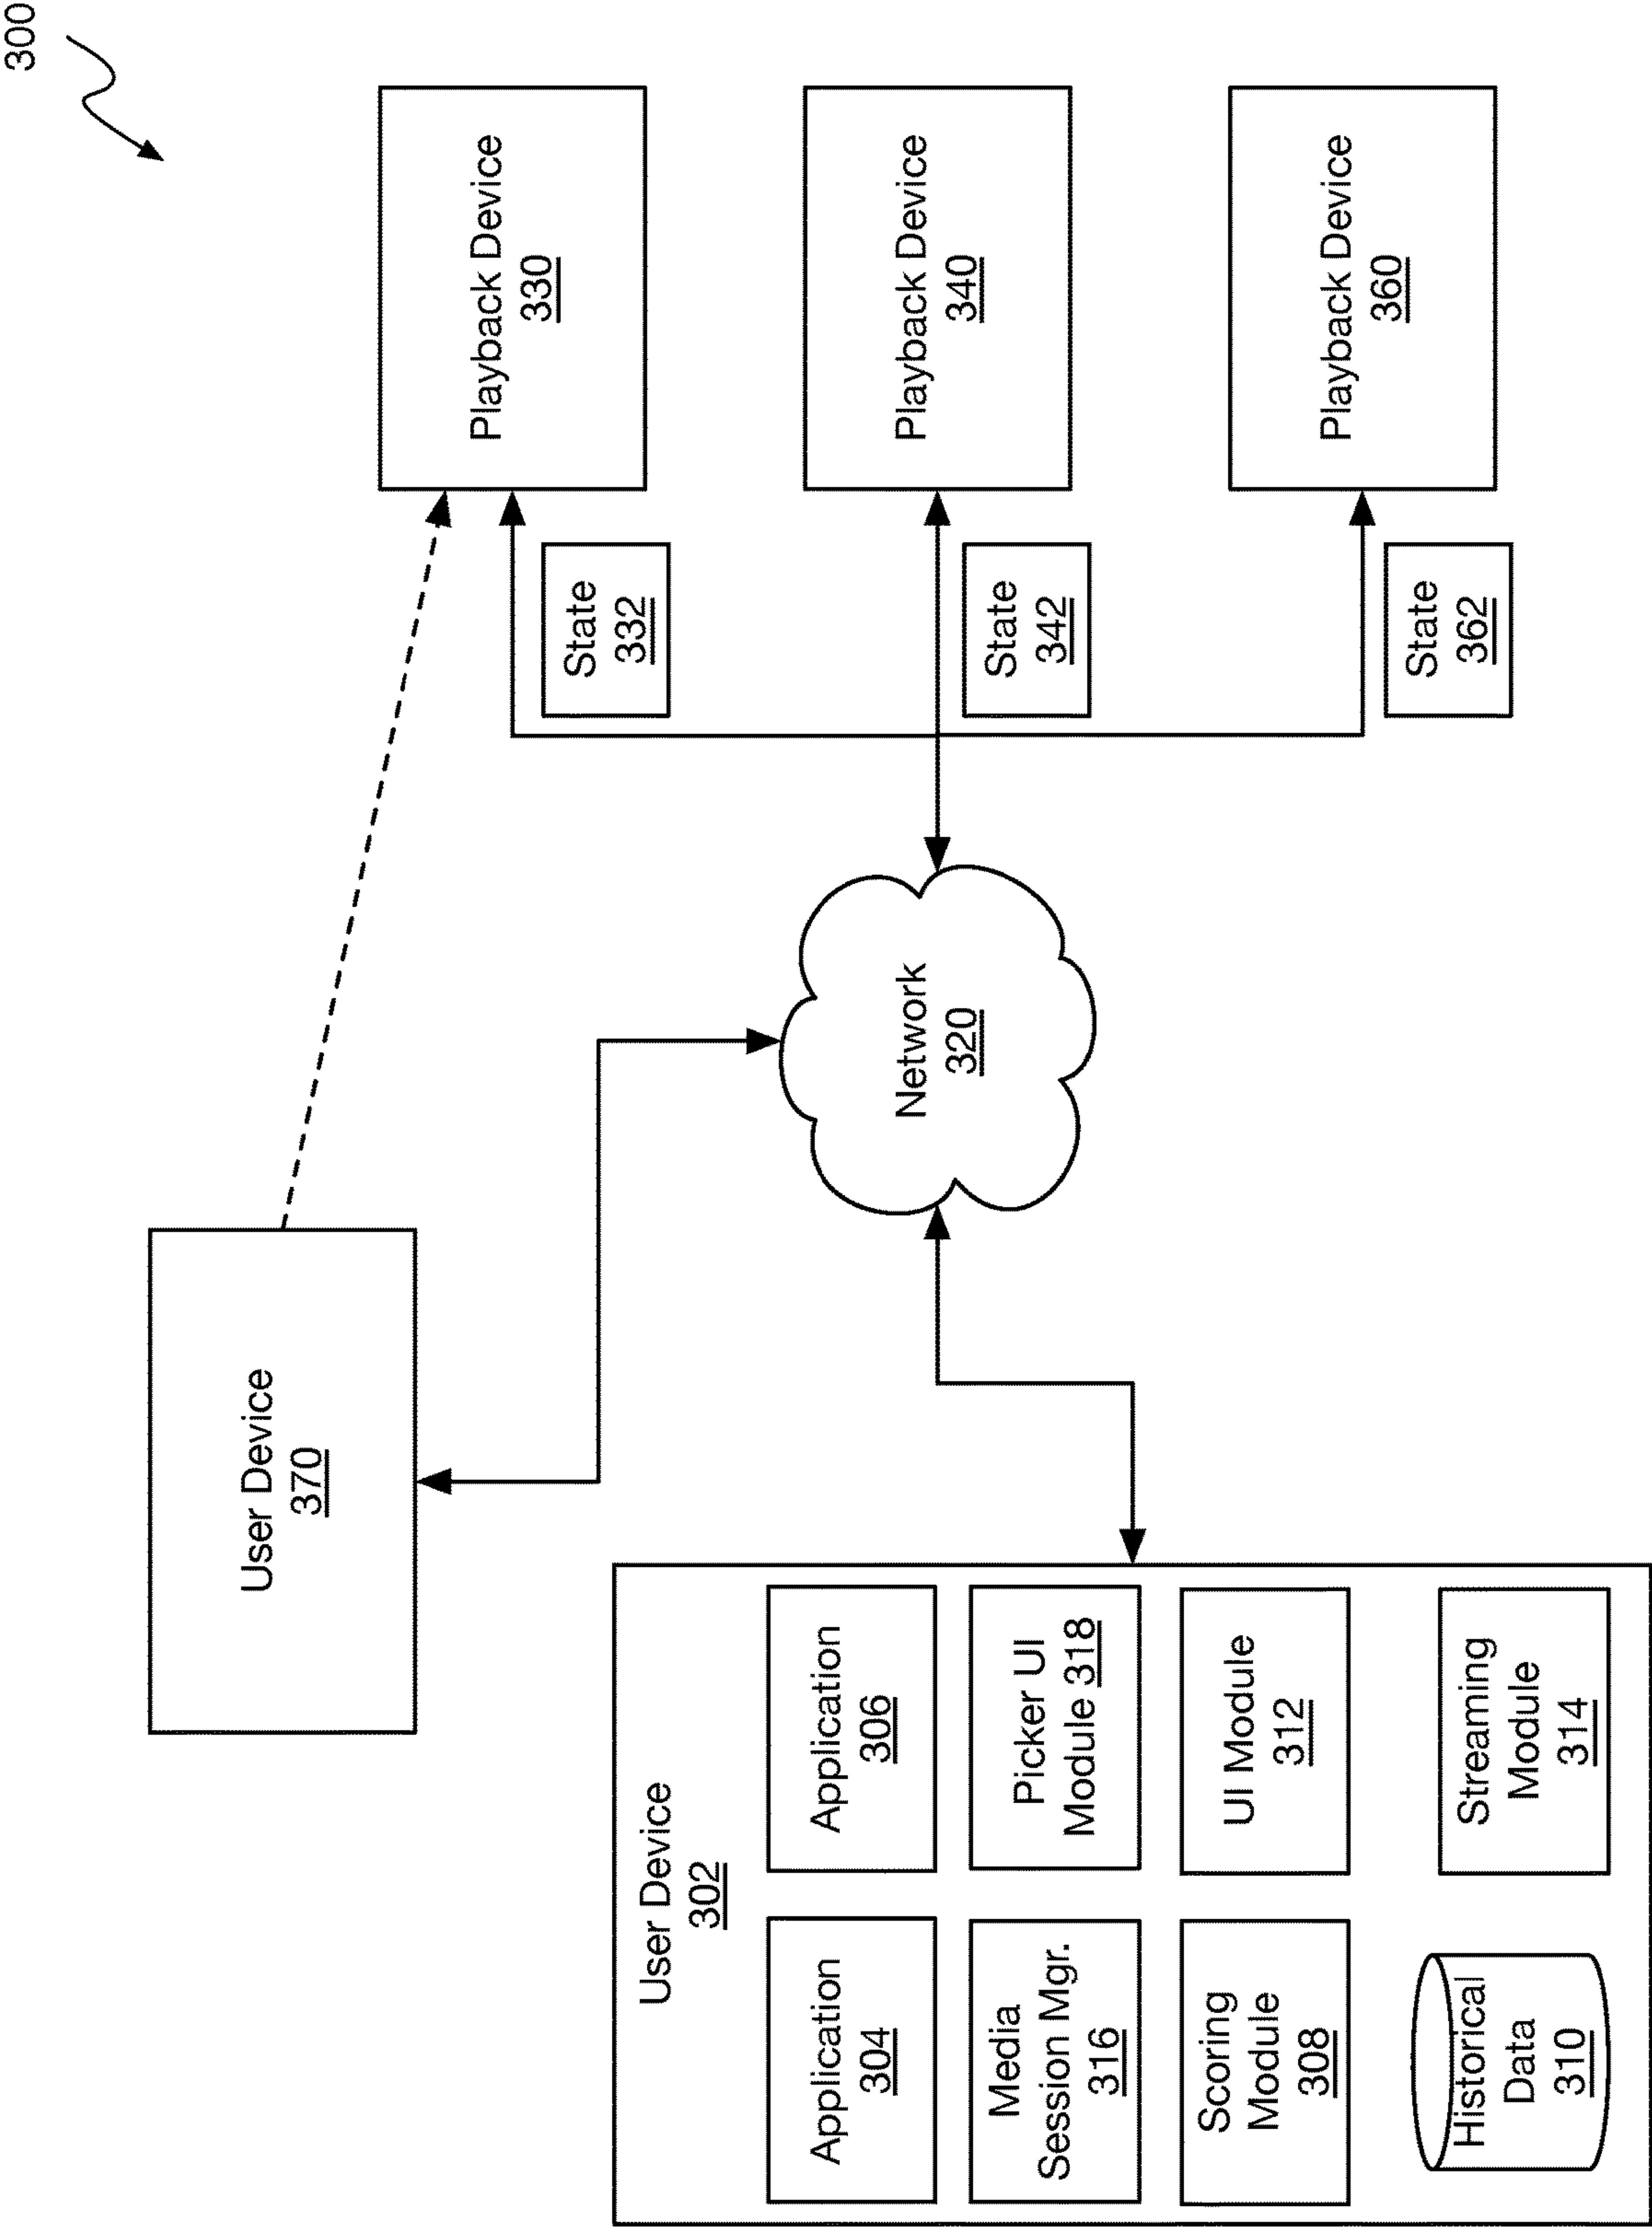 300
User Device
370
Playback Device
330
State
332
User Device
302
Application
304
Application
306
Media
Session Mgr.
316
Picker UI
Module 318
Scoring
Module
308
UI Module
312
Historical
Data
310
Streaming
Module
314
Network
320
Playback Device
340
State
342
Playback Device
360
State
362